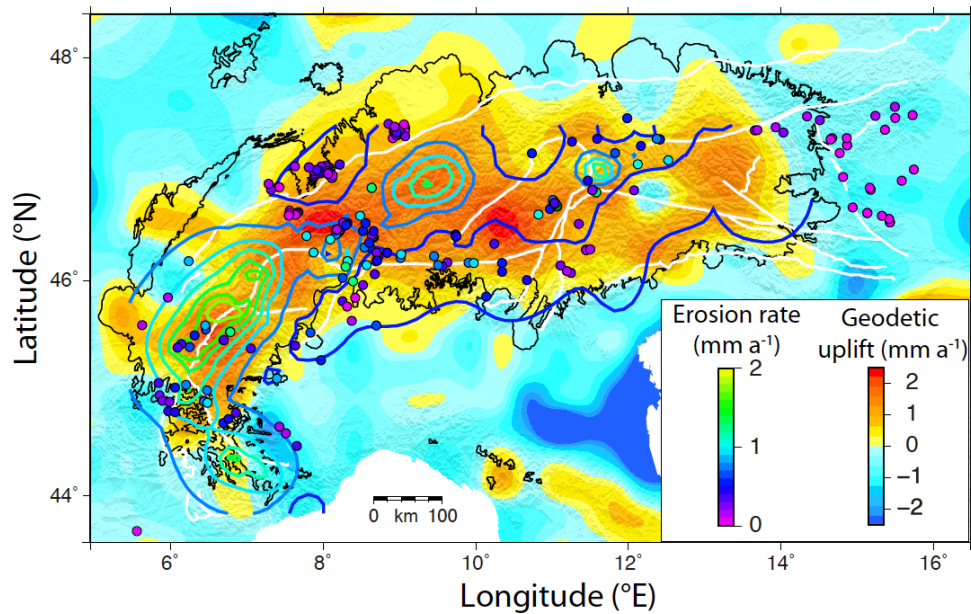 48°
46°
44°
Latitude (°N)
0 km 100
Erosion rate
(mm a-1)
2
1
0
Geodetic
uplift (mm a-1)
2
1
0
−1
−2
6°
8°
10°
12°
14°
16°
Longitude (°E)